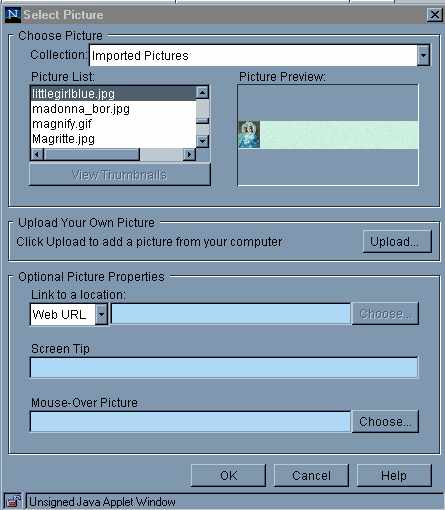 N Select Picture
Choose Picture
Collection: Imported Pictures
Picture List:
Picture Preview:
littlegirlblue.jpg
madonna_bor.jpg
magnify.gif
Magritte.jpg
View Thumbnails
Upload Your Own Picture
Click Upload to add a picture from your computer
Upload...
Optional Picture Properties
Link to a location:
Web URL
Choose...
Screen Tip
Mouse-Over Picture
Choose...
OK
Cancel
Help
Unsigned Java Applet Window